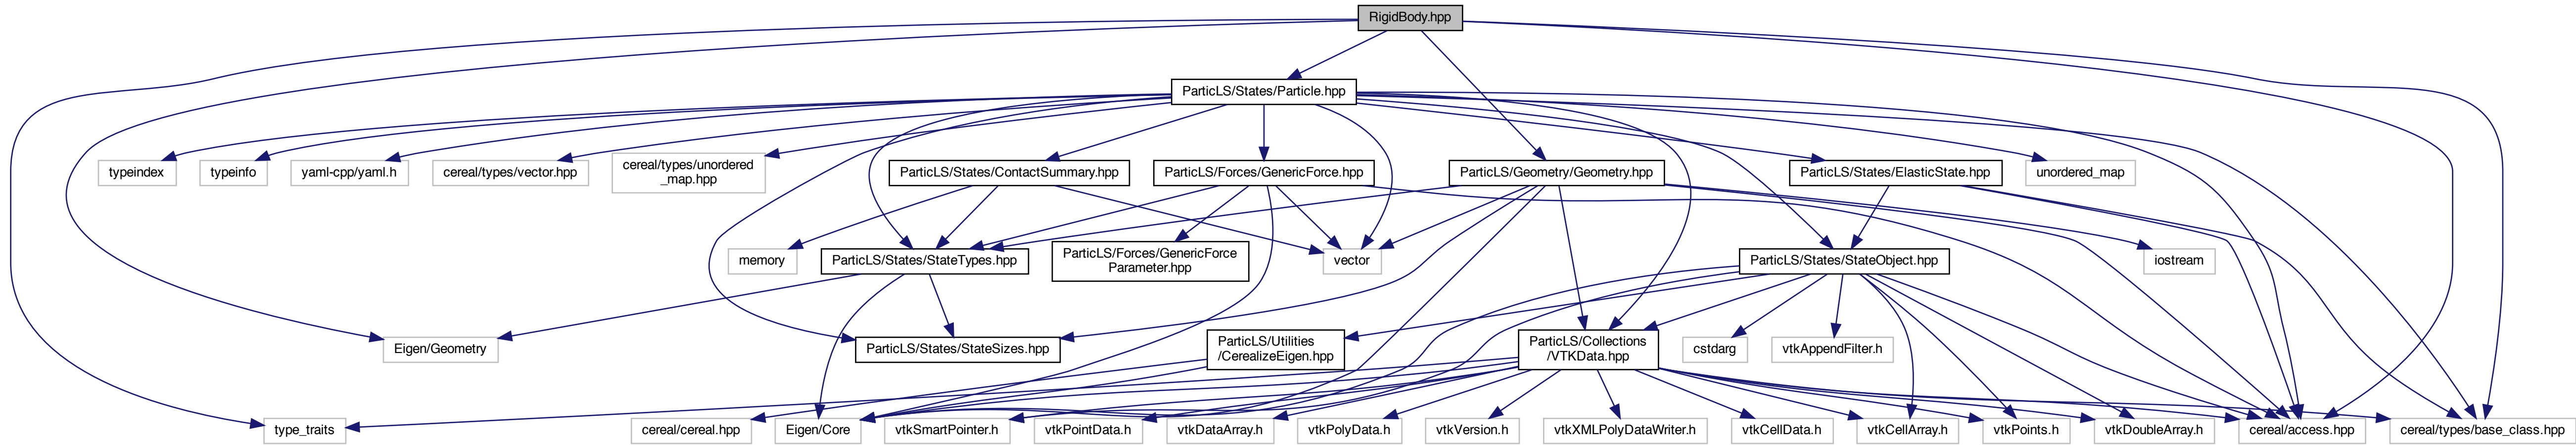 RigidBody.hpp
ParticLS/States/Particle.hpp
typeindex
typeinfo
yaml-cpp/yaml.h
cereal/types/vector.hpp
cereal/types/unordered
_map.hpp
ParticLS/States/ContactSummary.hpp
ParticLS/Forces/GenericForce.hpp
ParticLS/Geometry/Geometry.hpp
ParticLS/States/ElasticState.hpp
unordered_map
memory
ParticLS/States/StateTypes.hpp
ParticLS/Forces/GenericForce
Parameter.hpp
vector
ParticLS/States/StateObject.hpp
iostream
Eigen/Geometry
ParticLS/States/StateSizes.hpp
ParticLS/Utilities
/CerealizeEigen.hpp
ParticLS/Collections
/VTKData.hpp
cstdarg
vtkAppendFilter.h
type_traits
cereal/cereal.hpp
Eigen/Core
vtkSmartPointer.h
vtkPointData.h
vtkDataArray.h
vtkPolyData.h
vtkVersion.h
vtkXMLPolyDataWriter.h
vtkCellData.h
vtkCellArray.h
vtkPoints.h
vtkDoubleArray.h
cereal/access.hpp
cereal/types/base_class.hpp